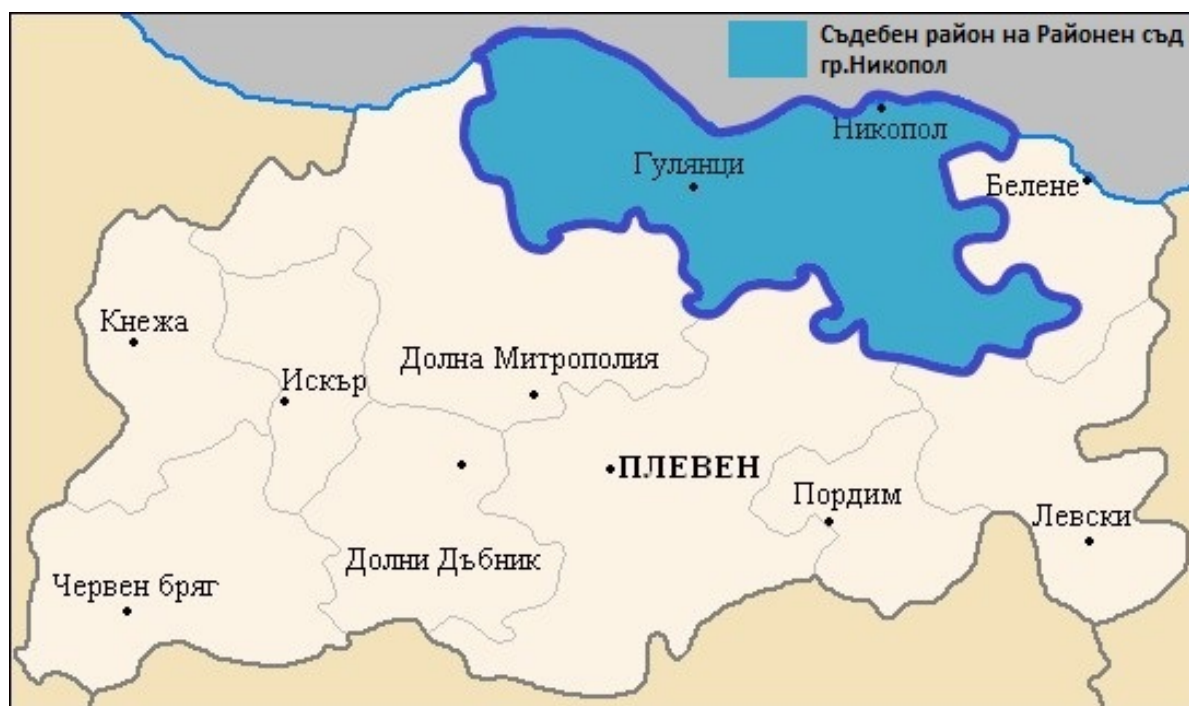 Съдебен район на Районен съд
гр.Никопол
Никопол
Гулянци
Белене
Кнежа
Долна Митрополия
Искър
ПЛЕВЕН
Пордим
Левски
Долни Дъбник
Червен бряг